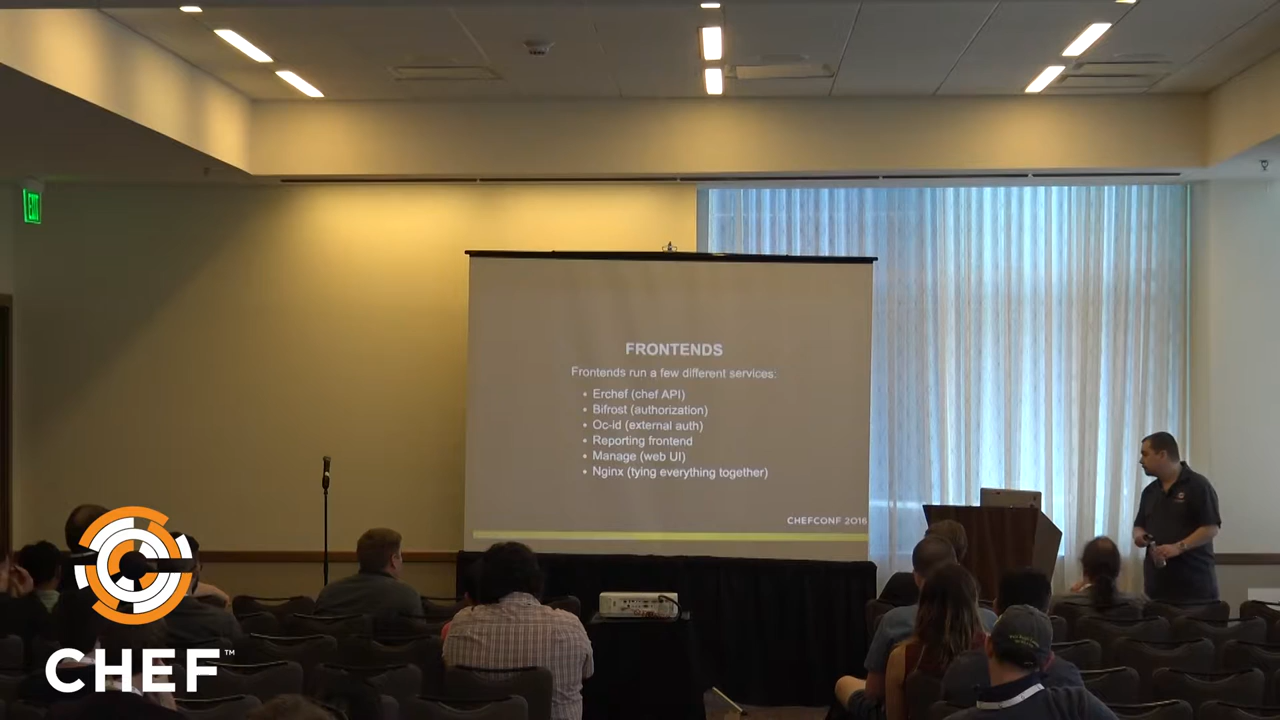 EXIT
FRONTENDS
Frontends run a few different services:
• Erchef (chef API)
• Bifrost (authorization)
• Oc-id (external auth)
• Reporting frontend
• Manage (web UI)
• Nginx (tying everything together)
CHEFCONF 2016
CHEF™